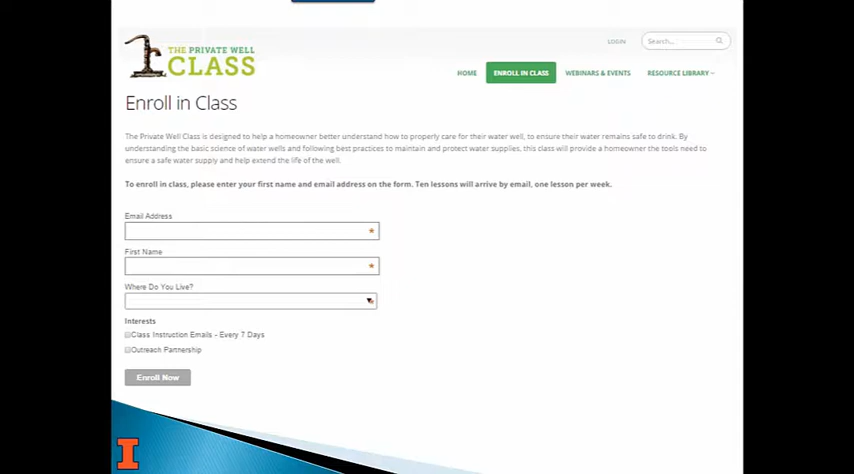 THE PRIVATE WELL
CLASS
LOGIN
Search...
HOME
ENROLL IN CLASS
WEBINARS & EVENTS
RESOURCE LIBRARY
Enroll in Class
The Private Well Class is designed to help a homeowner better understand how to properly care for their water well, to ensure their water remains safe to drink. By
understanding the basic science of water wells and following best practices to maintain and protect water supplies, this class will provide a homeowner the tools need to
ensure a safe water supply and help extend the life of the well.
To enroll in class, please enter your first name and email address on the form. Ten lessons will arrive by email, one lesson per week.
Email Address
*
First Name
*
Where Do You Live?
Interests
Class Instruction Emails - Every 7 Days
Outreach Partnership
Enroll Now
I